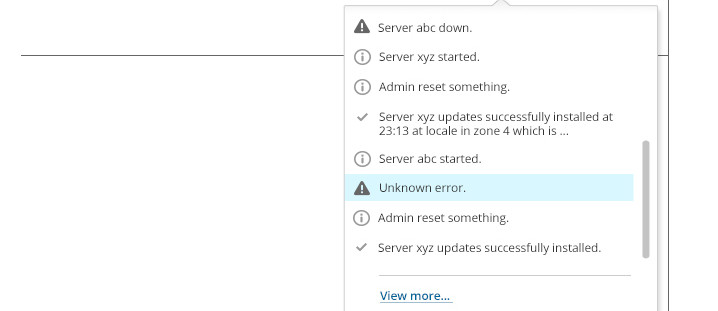 Server abc down.
Server xyz started.
Admin reset something.
Server xyz updates successfully installed at
23:13 at locale in zone 4 which is ...
Server abc started.
Unknown error.
Admin reset something.
Server xyz updates successfully installed.
View more...